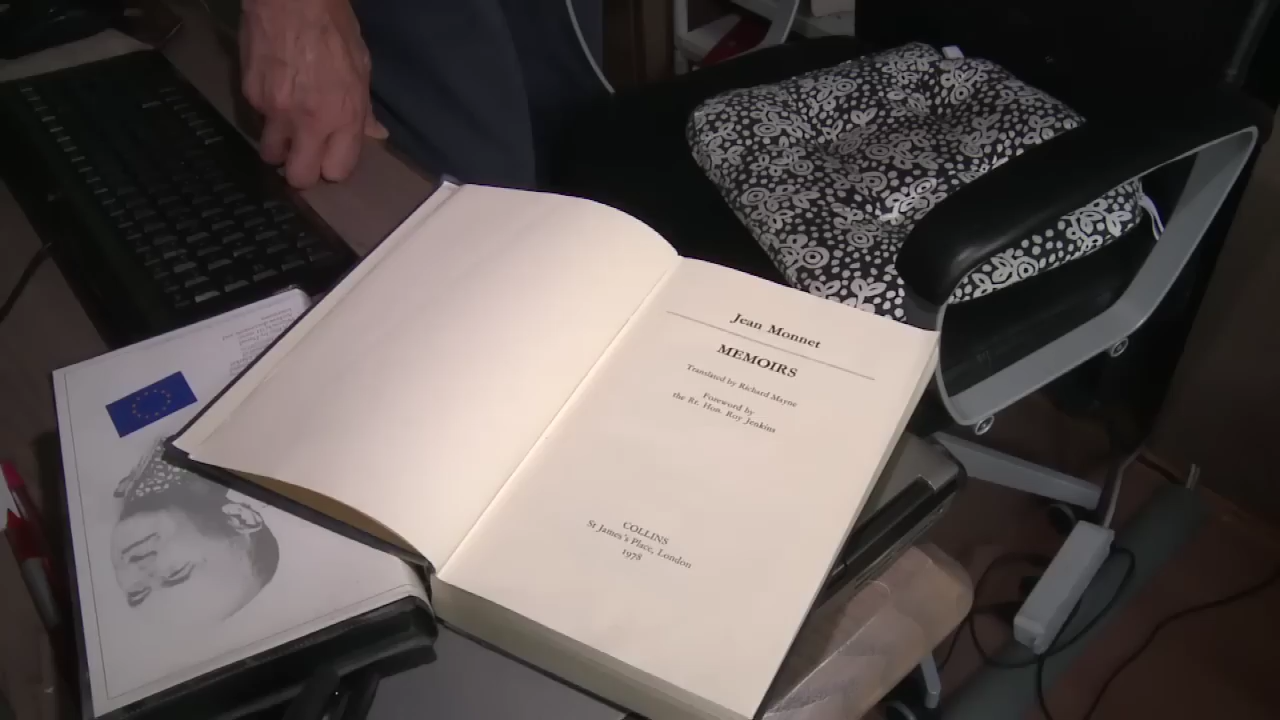 Jean Monnet
MEMOIRS
Translated by Richard Mayne
Foreword by
the Rt. Hon. Roy Jenkins
COLLINS
St James's Place, London
1978